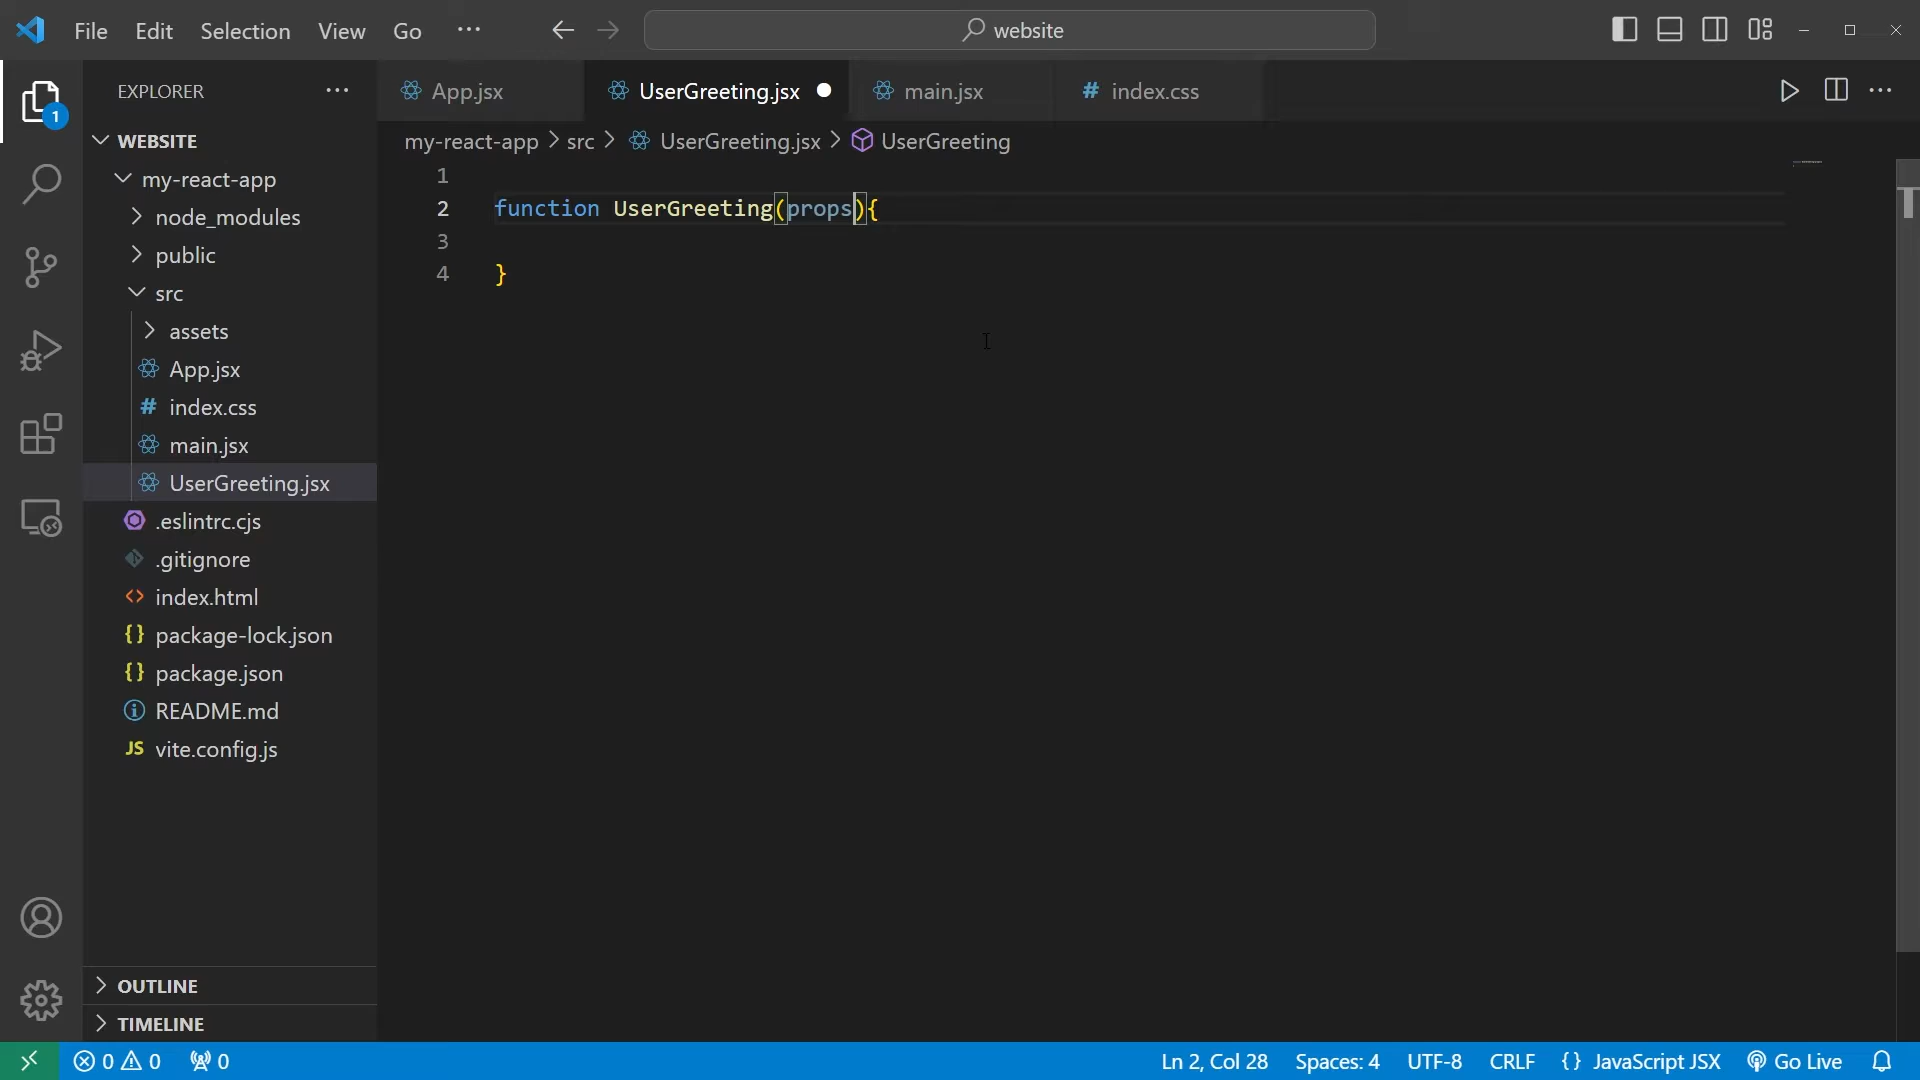 File Edit Selection View Go ··· website
EXPLORER ···
App.jsx UserGreeting.jsx main.jsx # index.css ···
1
WEBSITE
my-react-app > src > UserGreeting.jsx > UserGreeting
my-react-app
node_modules
public
src
assets
App.jsx
# index.css
main.jsx
UserGreeting.jsx
.eslintrc.cjs
.gitignore
<> index.html
{} package-lock.json
{} package.json
README.md
JS vite.config.js
1
2 function UserGreeting(props){
3
4 }
OUTLINE
TIMELINE
0 0 0 Ln 2, Col 28 Spaces: 4 UTF-8 CRLF {} JavaScript JSX Go Live